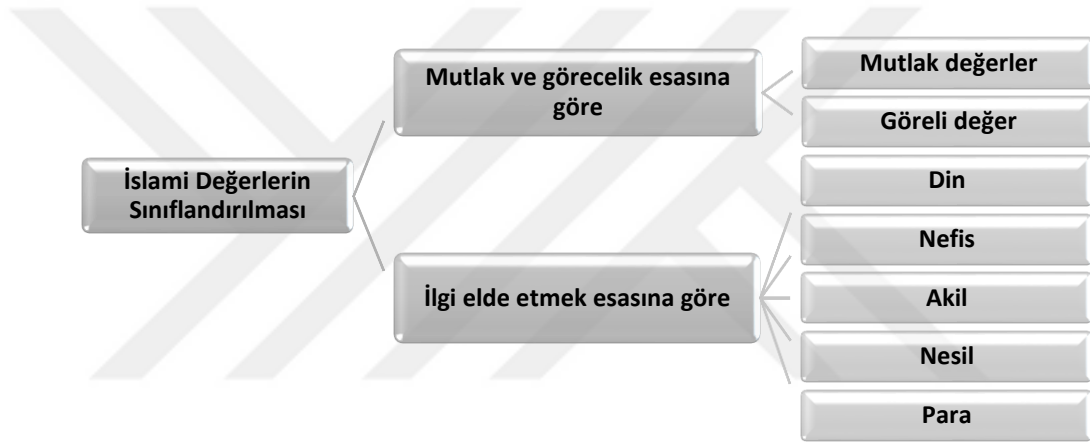 İslami Değerlerin
Sınıflandırılması
Mutlak ve görecelik esasına
göre
Mutlak değerler
Göreli değer
İlgi elde etmek esasına göre
Din
Nefis
Akil
Nesil
Para